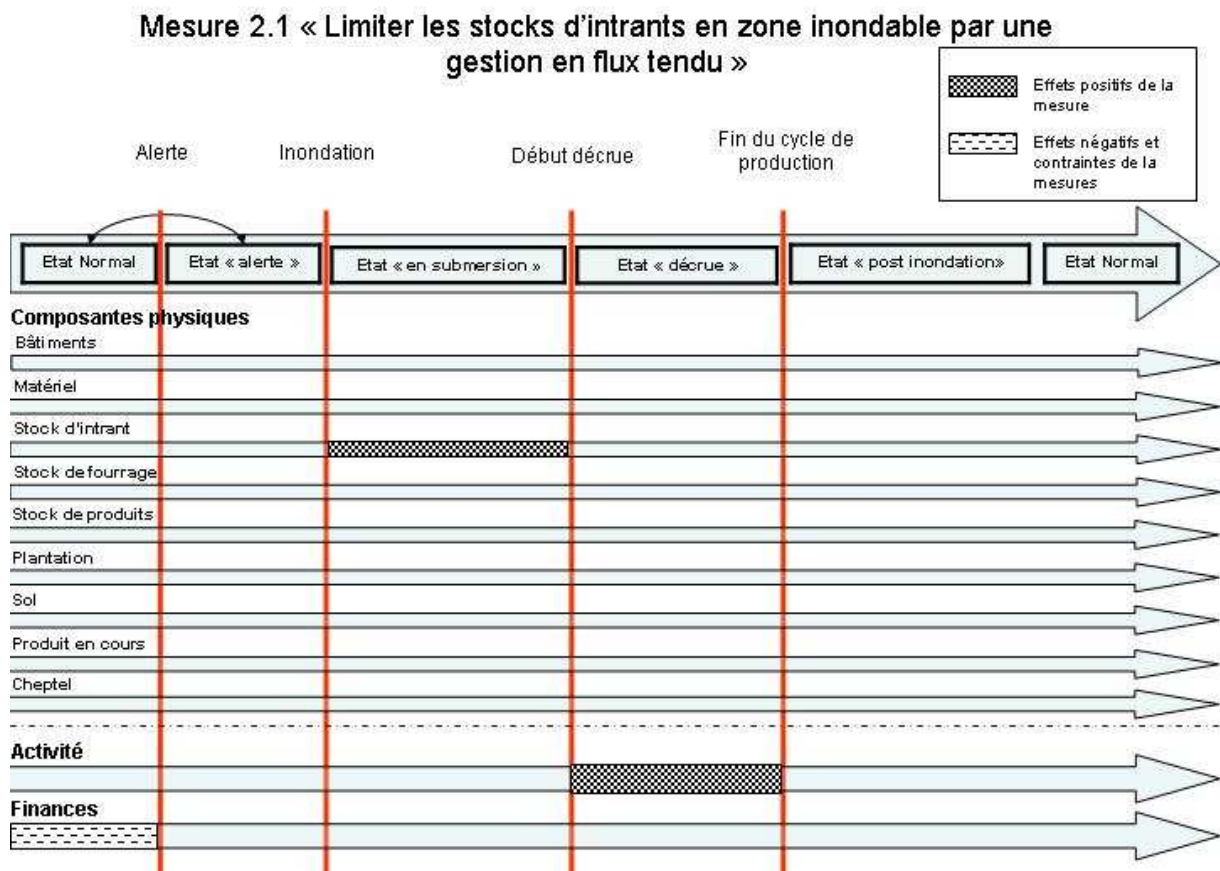 Mesure 2.1 « Limiter les stocks d'intrants en zone inondable par une
gestion en flux tendu »
Effets positifs de la
mesure
Effets négatifs et
contraintes de la
mesures
Alerte
Inondation
Début décrue
Fin du cycle de
production
Etat Normal
Etat « alerte »
Etat « en submersion »
Etat « décrue »
Etat « post inondation»
Etat Normal
Composantes physiques
Bâtiments
Matériel
Stock d'intrant
Stock de fourrage
Stock de produits
Plantation
Sol
Produit en cours
Cheptel
Activité
Finances